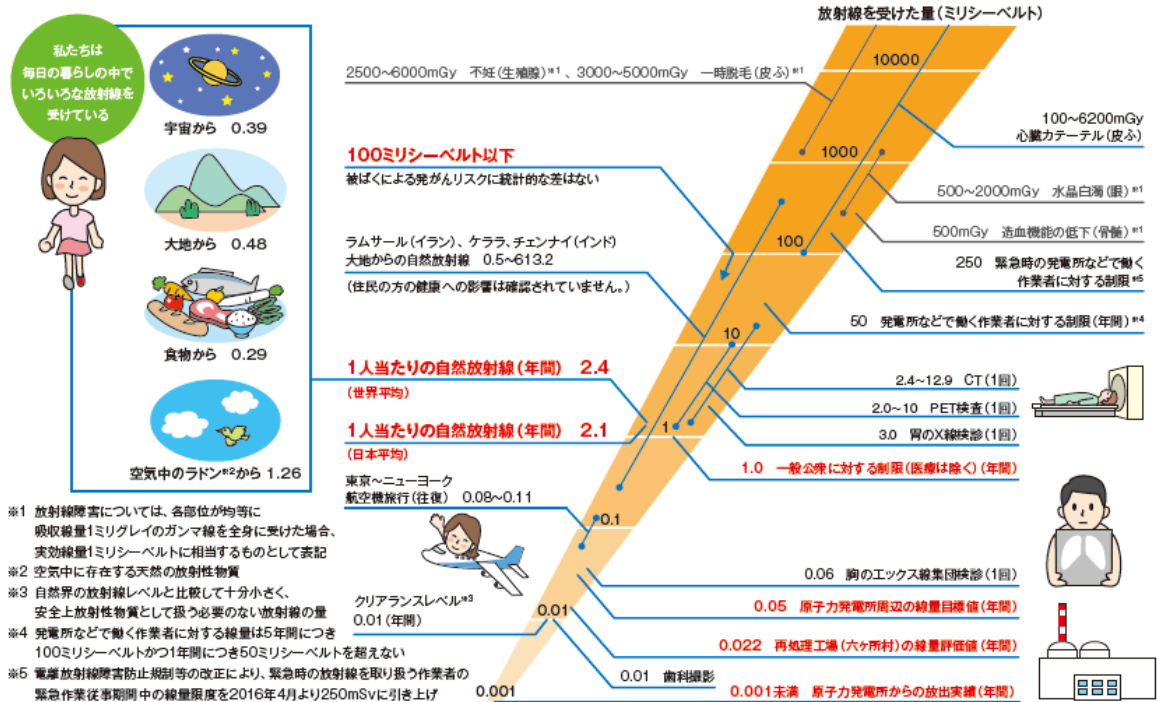 放射線を受けた量(ミリシーベルト)
私たちは
毎日の暮らしの中で
いろいろな放射線を
受けている
宇宙から 0.39
大地から 0.48
食物から 0.29
空気中のラドン※2から 1.26
2500~6000mGy 不妊(生殖腺)※1、3000~5000mGy 一時脱毛(皮ふ)※1
100ミリシーベルト以下
被ばくによる発がんリスクに統計的な差はない
ラムサール(イラン)、ケララ、チェンナイ(インド)
大地からの自然放射線 0.5~613.2
(住民の方の健康への影響は確認されていません。)
1人当たりの自然放射線(年間) 2.4
(世界平均)
1人当たりの自然放射線(年間) 2.1
(日本平均)
東京~ニューヨーク
航空機旅行(往復) 0.08~0.11
クリアランスレベル※3
0.01(年間)
10000
1000
100
10
1
0.1
0.01
0.001
100~6200mGy
心臓カテーテル(皮ふ)
500~2000mGy 水晶白濁(眼)※1
500mGy 造血機能の低下(骨髄)※1
250 緊急時の発電所などで働く
作業者に対する制限※5
50 発電所などで働く作業者に対する制限(年間)※4
2.4~12.9 CT(1回)
2.0~10 PET検査(1回)
3.0 胃のX線検診(1回)
1.0 一般公衆に対する制限(医療は除く)(年間)
0.06 胸のエックス線集団検診(1回)
0.05 原子力発電所周辺の線量目標値(年間)
0.022 再処理工場(六ヶ所村)の線量評価値(年間)
0.01 歯科撮影
0.001未満 原子力発電所からの放出実績(年間)
※1 放射線障害については、各部位が均等に
吸収線量1ミリグレイのガンマ線を全身に受けた場合、
実効線量1ミリシーベルトに相当するものとして表記
※2 空気中に存在する天然の放射性物質
※3 自然界の放射線レベルと比較して十分小さく、
安全上放射性物質として扱う必要のない放射線の量
※4 発電所などで働く作業者に対する線量は5年間につき
100ミリシーベルトかつ1年間につき50ミリシーベルトを超えない
※5 電離放射線障害防止規則等の改正により、緊急時の放射線を取り扱う作業者の
緊急作業従事期間中の線量限度を2016年4月より250mSvに引き上げ